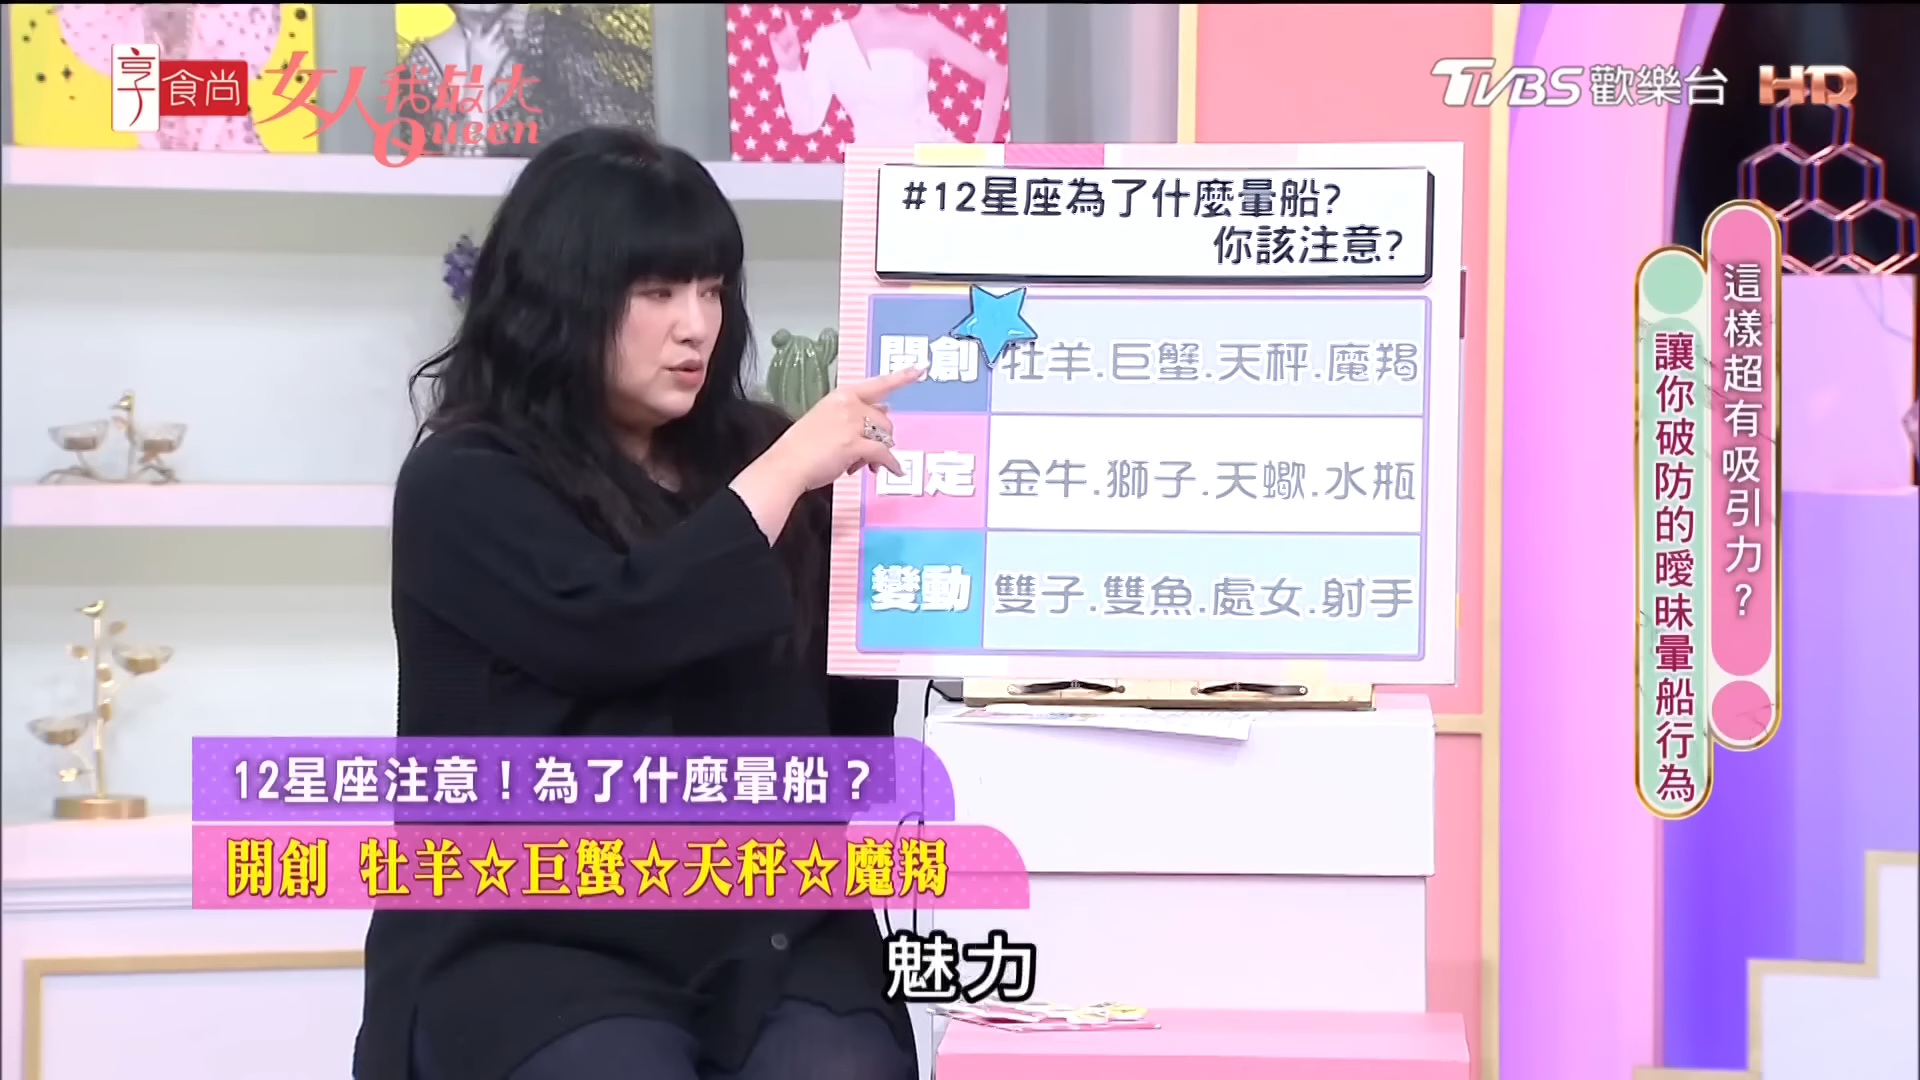 享食尚
女人我最大
Queen
TVBS歡樂台 HD
#12星座為了什麼暈船?
你該注意?
開創 牡羊.巨蟹.天秤.魔羯
固定 金牛.獅子.天蠍.水瓶
變動 雙子.雙魚.處女.射手
這樣超有吸引力?
讓你破防的曖昧暈船行為
12星座注意!為了什麼暈船?
開創 牡羊☆巨蟹☆天秤☆魔羯
魅力